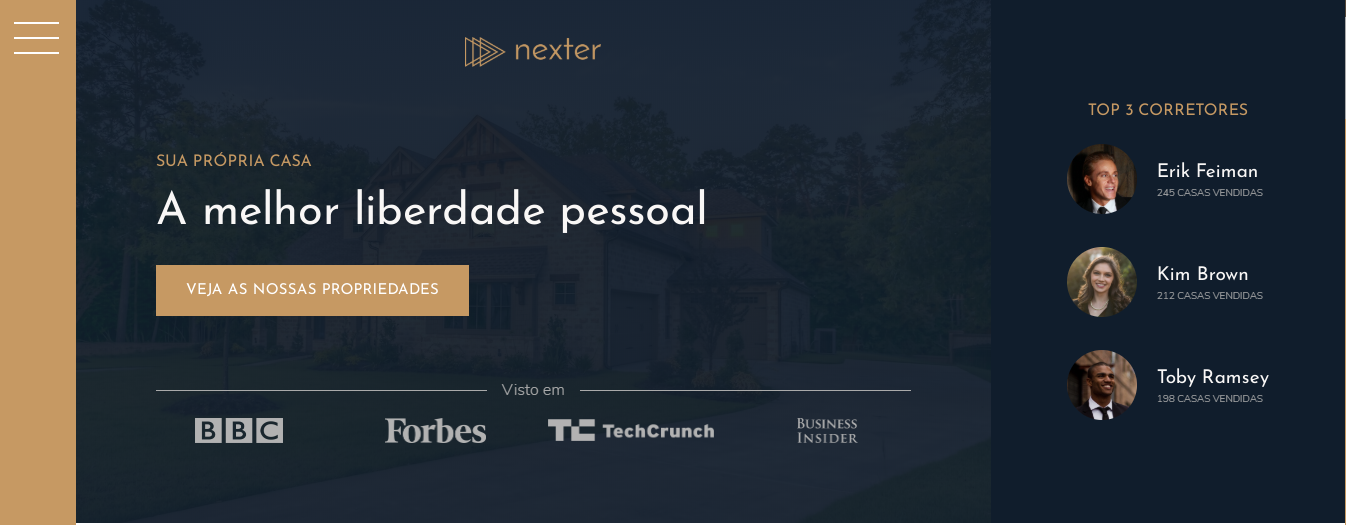 nexter
SUA PRÓPRIA CASA
A melhor liberdade pessoal
VEJA AS NOSSAS PROPRIEDADES
Visto em
BBC
Forbes
TC TechCrunch
BUSINESS
INSIDER
TOP 3 CORRETORES
Erik Feiman
245 CASAS VENDIDAS
Kim Brown
212 CASAS VENDIDAS
Toby Ramsey
198 CASAS VENDIDAS